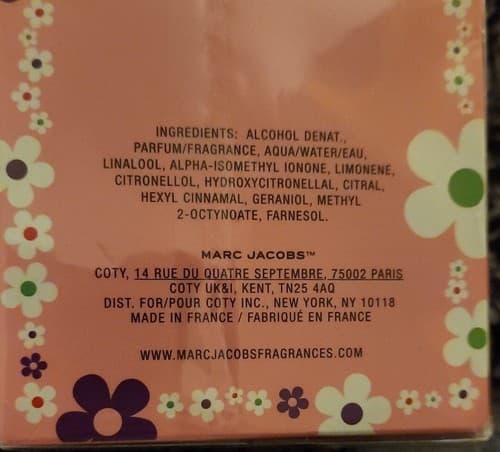 INGREDIENTS: ALCOHOL DENAT.,
PARFUM/FRAGRANCE, AQUA/WATER/EAU,
LINALOOL, ALPHA-ISOMETHYL IONONE, LIMONENE,
CITRONELLOL, HYDROXYCITRONELLAL, CITRAL,
HEXYL CINNAMAL, GERANIOL, METHYL
2-OCTYNOATE, FARNESOL.
MARC JACOBS™
COTY, 14 RUE DU QUATRE SEPTEMBRE, 75002 PARIS
COTY UK&I, KENT, TN25 4AQ
DIST. FOR/POUR COTY INC., NEW YORK, NY 10118
MADE IN FRANCE / FABRIQUÉ EN FRANCE
WWW.MARCJACOBSFRAGRANCES.COM